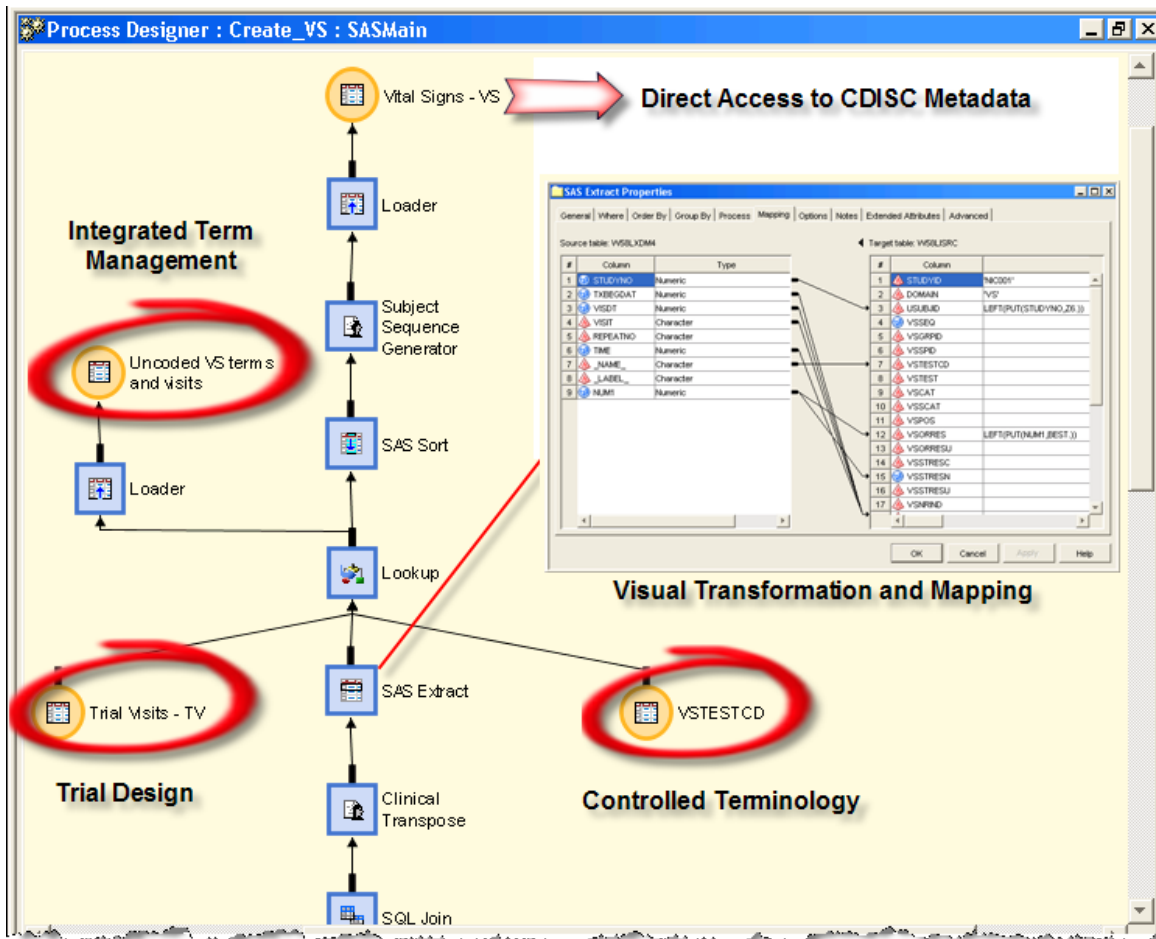 Process Designer : Create_VS : SASMain
Vital Signs - VS
Direct Access to CDISC Metadata
Loader
Integrated Term
Management
Subject
Sequence
Generator
Uncoded VS terms
and visits
SAS Sort
Loader
Lookup
SAS Extract Properties
General Where Order By Group By Process Mapping Options Notes Extended Attributes Advanced
Source table: W58LXDM4
Target table: W58LISRC
# Column Type
1 STUDYNO Numeric
2 TXBEGDAT Numeric
3 VISDT Numeric
4 VISIT Character
5 REPEATNO Character
6 TIME Numeric
7 _NAME_ Character
8 _LABEL_ Character
9 NUM1 Numeric
# Column
1 STUDYID "NIC001"
2 DOMAIN "VS"
3 USUBJID LEFT(PUT(STUDYNO,Z6.))
4 VSSEQ
5 VSGRPID
6 VSSPID
7 VSTESTCD
8 VSTEST
9 VSCAT
10 VSSCAT
11 VSPOS
12 VSORRES LEFT(PUT(NUM1,BEST.))
13 VSORRESU
14 VSSTRESC
15 VSSTRESN
16 VSSTRESU
17 VSNRIND
OK Cancel Apply Help
Visual Transformation and Mapping
Trial Visits - TV
SAS Extract
VSTESTCD
Trial Design
Controlled Terminology
Clinical
Transpose
SQL Join